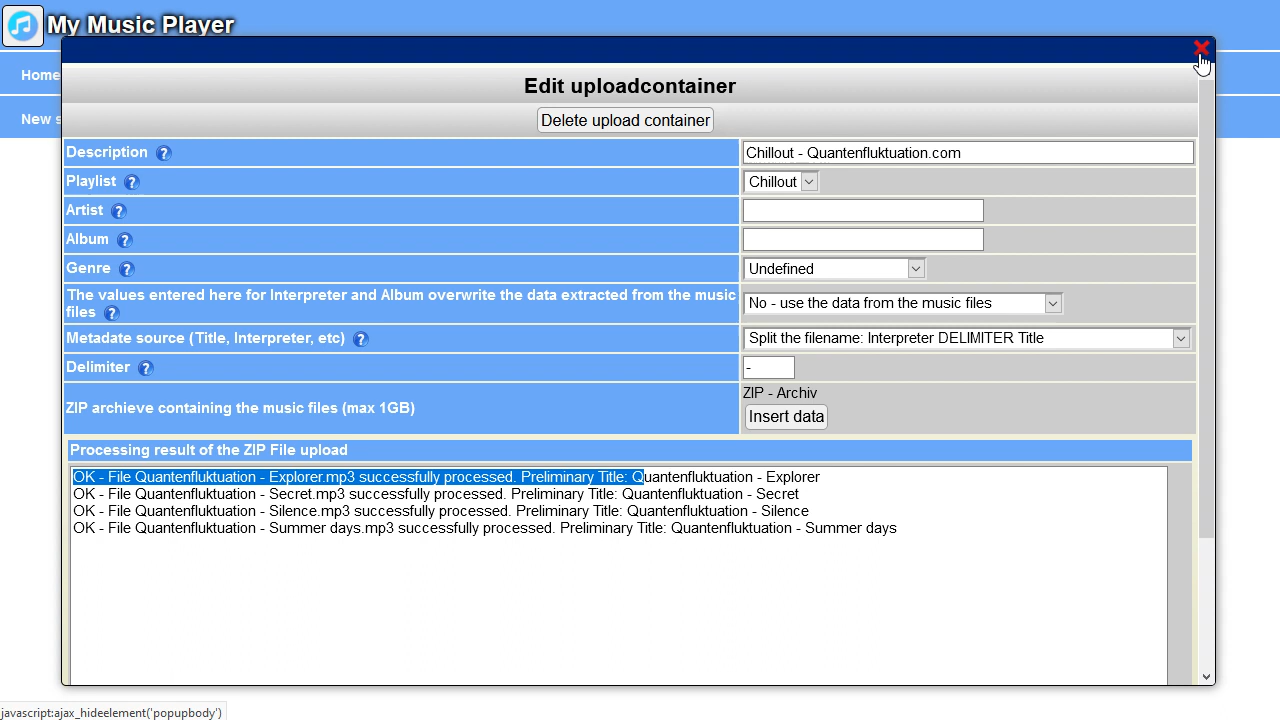 My Music Player
Home
New s
Edit uploadcontainer
Delete upload container
Description ?
Chillout - Quantenfluktuation.com
Playlist ?
Chillout
Artist ?
Album ?
Genre ?
Undefined
The values entered here for Interpreter and Album overwrite the data extracted from the music
files ?
No - use the data from the music files
Metadate source (Title, Interpreter, etc) ?
Split the filename: Interpreter DELIMITER Title
Delimiter ?
-
ZIP archieve containing the music files (max 1GB)
ZIP - Archiv
Insert data
Processing result of the ZIP File upload
OK - File Quantenfluktuation - Explorer.mp3 successfully processed. Preliminary Title: Quantenfluktuation - Explorer
OK - File Quantenfluktuation - Secret.mp3 successfully processed. Preliminary Title: Quantenfluktuation - Secret
OK - File Quantenfluktuation - Silence.mp3 successfully processed. Preliminary Title: Quantenfluktuation - Silence
OK - File Quantenfluktuation - Summer days.mp3 successfully processed. Preliminary Title: Quantenfluktuation - Summer days
javascript:ajax_hideelement('popupbody')